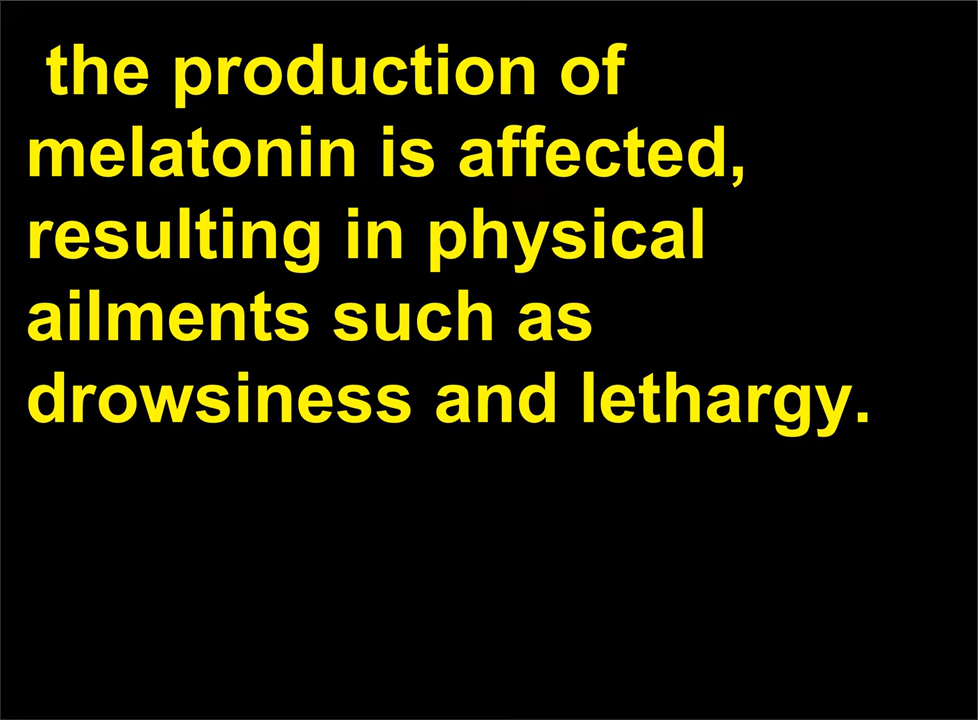 the production of
melatonin is affected,
resulting in physical
ailments such as
drowsiness and lethargy.